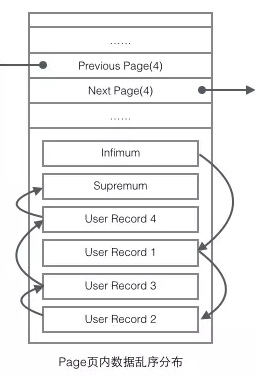 ......
Previous Page(4)
Next Page(4)
......
Infimum
Supremum
User Record 4
User Record 1
User Record 3
User Record 2
Page页内数据乱序分布